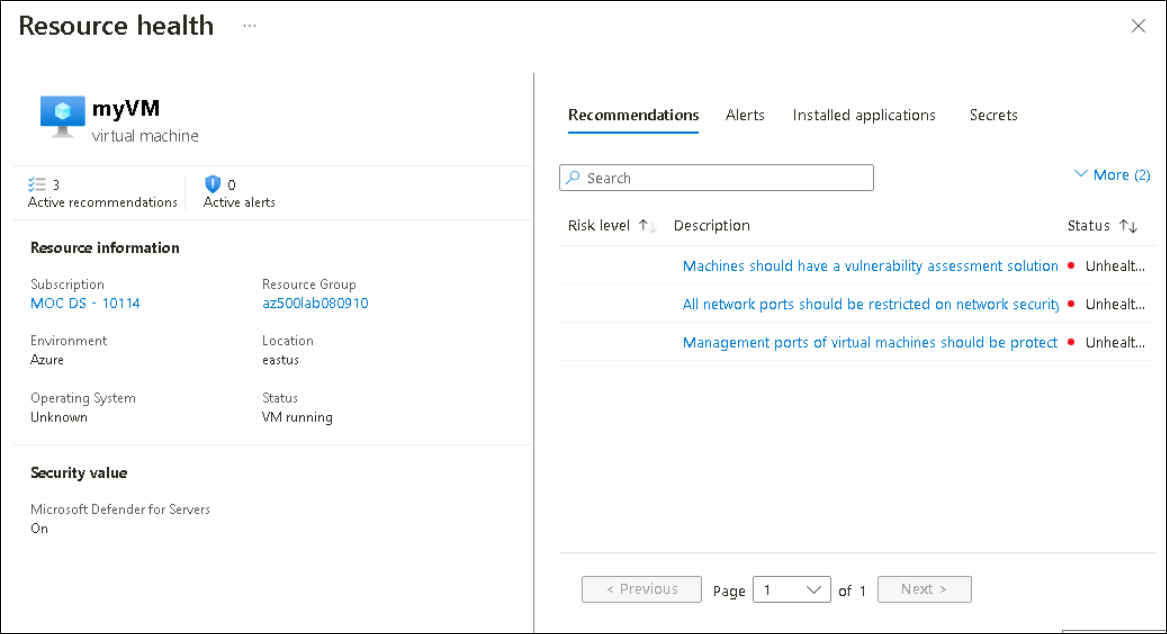 Resource health ...
myVM
virtual machine
3
Active recommendations
0
Active alerts
Resource information
Subscription
MOC DS - 10114
Resource Group
az500lab080910
Environment
Azure
Location
eastus
Operating System
Unknown
Status
VM running
Security value
Microsoft Defender for Servers
On
Recommendations Alerts Installed applications Secrets
Search
More (2)
Risk level Description Status
Machines should have a vulnerability assessment solution Unhealt...
All network ports should be restricted on network security Unhealt...
Management ports of virtual machines should be protect Unhealt...
< Previous Page 1 of 1 Next >